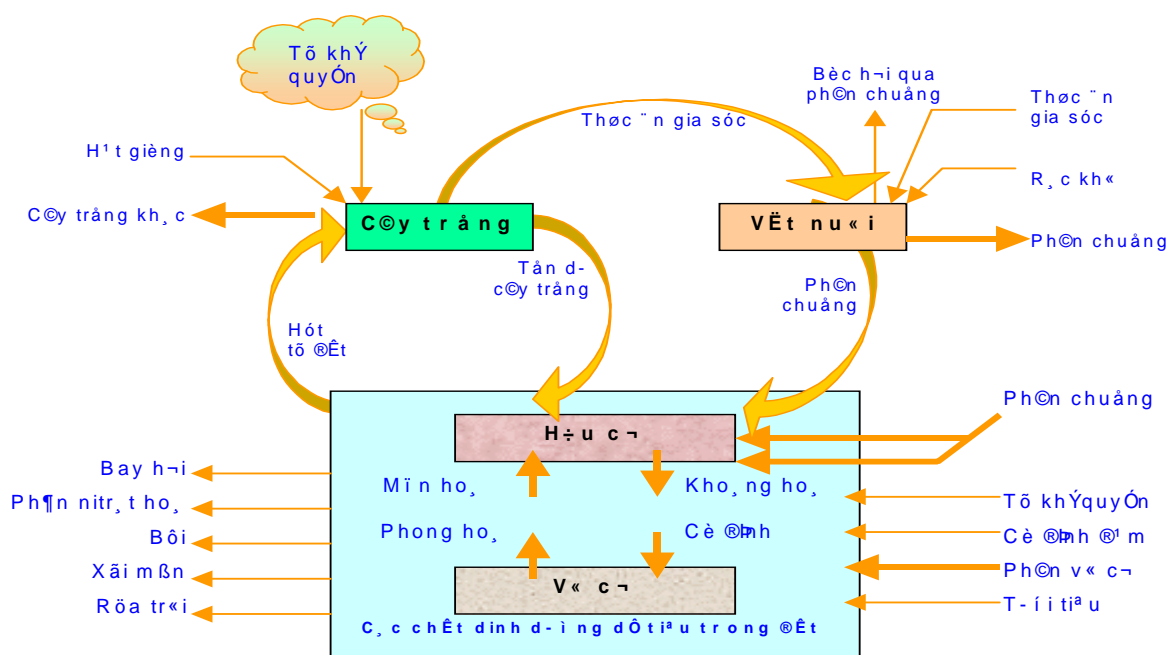 Tõ khÝ
quyÓn
Bèc h¬i qua
ph©n chuång
Thøc ¨n
gia sóc
Thøc ¨n gia sóc
H¹t gièng
R¸c kh«
C©y trång kh¸c
C©y trång
VËt nu«i
Ph©n chuång
Tån d-
c©y trång
Ph©n
chuång
Hót
tõ ®Êt
Ph©n chuång
H÷u c¬
Bay h¬i
Mïn ho¸
Kho¸ng ho¸
Ph¶n nitr¸t ho¸
Tõ khÝ quyÓn
Phong ho¸
Cè ®Þnh
Bôi
Cè ®Þnh ®¹m
Xãi mßn
Ph©n v« c¬
V« c¬
Röa tr«i
T-íi tiªu
C¸c chÊt dinh d-ìng dÔ tiªu trong ®Êt